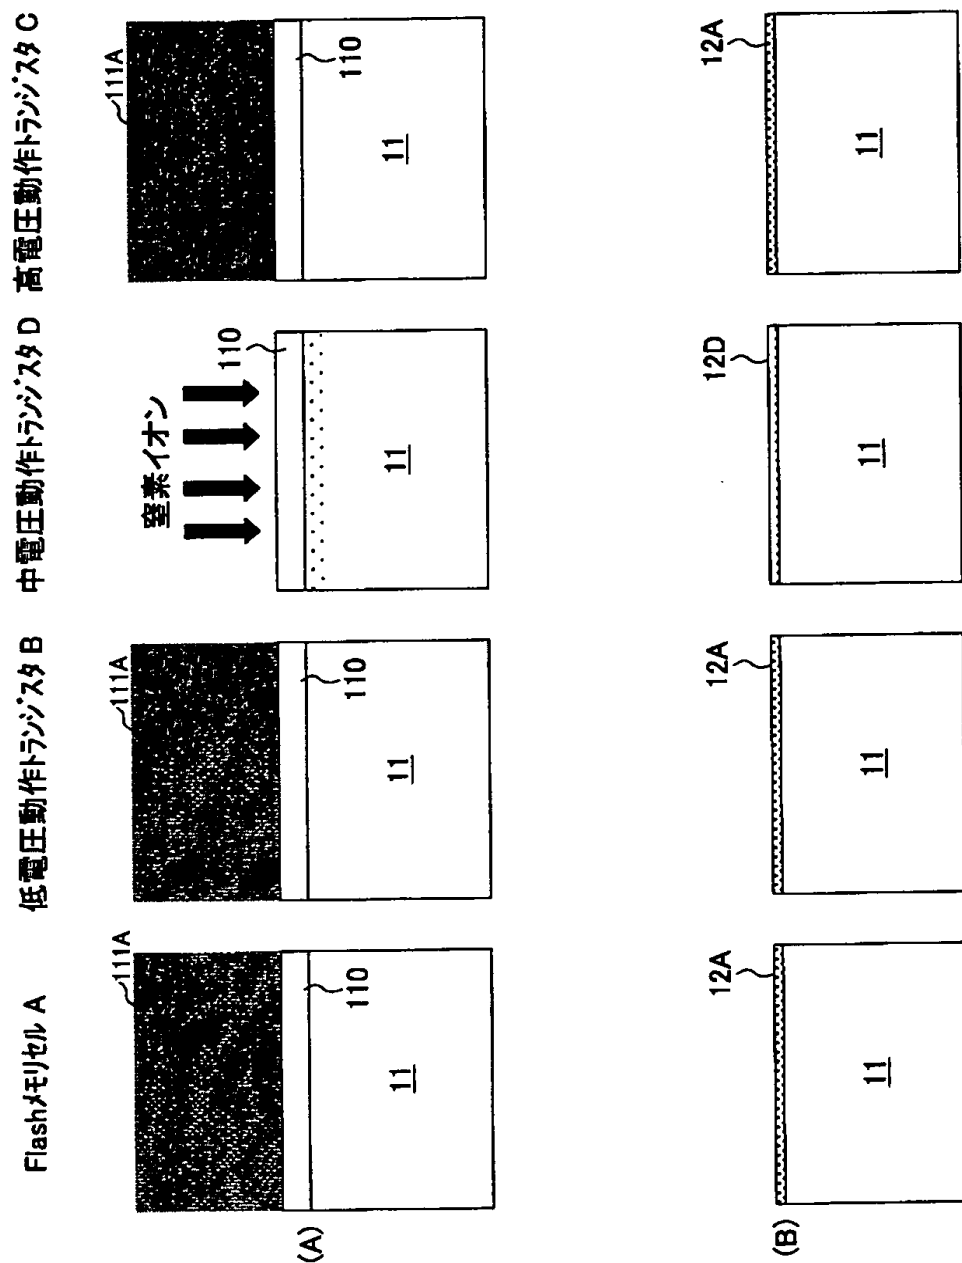 Flashメモリセル A
低電圧動作トランジスタ B
中電圧動作トランジスタ D
高電圧動作トランジスタ C
(A)
111A
110
11
111A
110
11
窒素イオン
110
11
111A
110
11
(B)
12A
11
12A
11
12D
11
12A
11